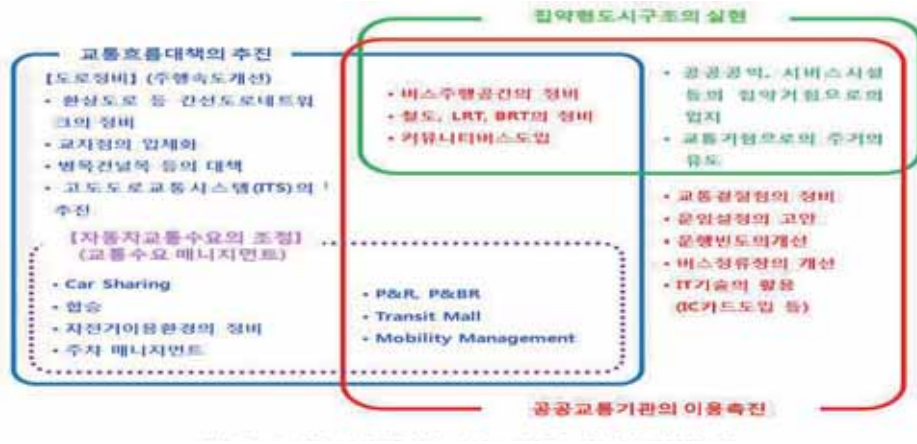 집약형도시구조의 실현
교통흐름대책의 추진
[도로정비] (주행속도개선)
• 환상도로 등 간선도로네트워
크의 정비
• 교차점의 입체화
• 병목건널목 등의 대책
• 고도도로교통시스템(ITS)의
추진
[자동차교통수요의 조정]
(교통수요 매니지먼트)
• Car Sharing
• 합승
• 자전거이용환경의 정비
• 주차 매니지먼트
• 버스주행공간의 정비
• 철도, LRT, BRT의 정비
• 커뮤니티버스도입
• P&R, P&BR
• Transit Mall
• Mobility Management
• 공공공익, 서비스시설
등의 집약거점으로의
입지
• 교통거점으로의 주거의
유도
• 교통결절점의 정비
• 운임설정의 고안
• 운행빈도의개선
• 버스정류장의 개선
• IT기술의 활용
(IC카드도입 등)
공공교통기관의 이용촉진